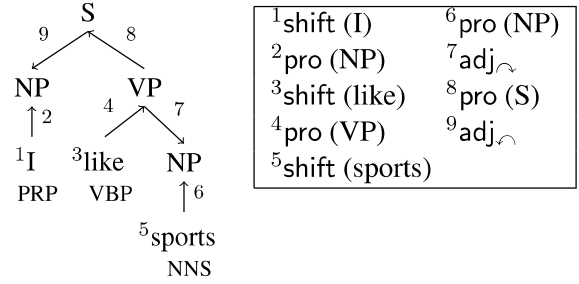 S
9 8
NP VP
2 4 7
¹I ³like NP
PRP VBP 6
⁵sports
NNS
¹shift (I) ⁶pro (NP)
²pro (NP) ⁷adj↷
³shift (like) ⁸pro (S)
⁴pro (VP) ⁹adj↶
⁵shift (sports)